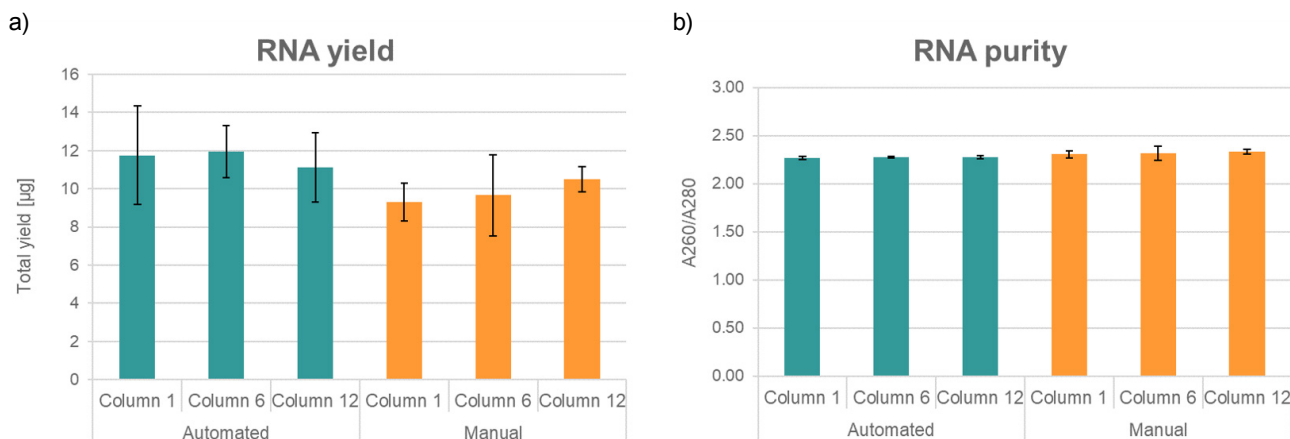 a)
RNA yield
Total yield [µg]
16
14
12
10
8
6
4
2
0
Column 1 Column 6 Column 12 Column 1 Column 6 Column 12
Automated Manual
b)
RNA purity
A260/A280
3.00
2.50
2.00
1.50
1.00
0.50
0.00
Column 1 Column 6 Column 12 Column 1 Column 6 Column 12
Automated Manual